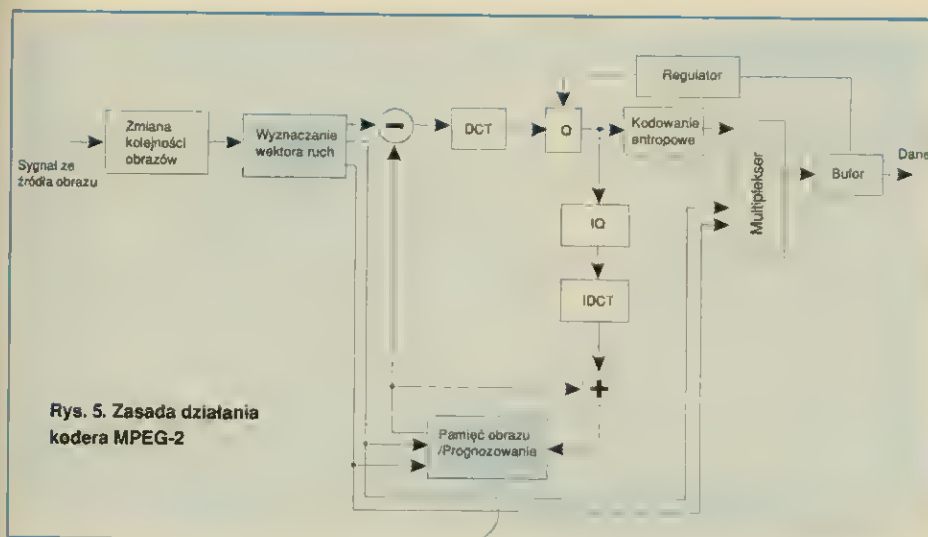 Regulator
Zmiana
kolejności
obrazów
Wyznaczanie
wektora ruch
DCT
Q
Kodowanie
entropowe
Multiplekser
Bufor
Dane
Sygnał ze
źródła obrazu
IQ
IDCT
Rys. 5. Zasada działania
kodera MPEG-2
Pamięć obrazu
/Prognozowanie